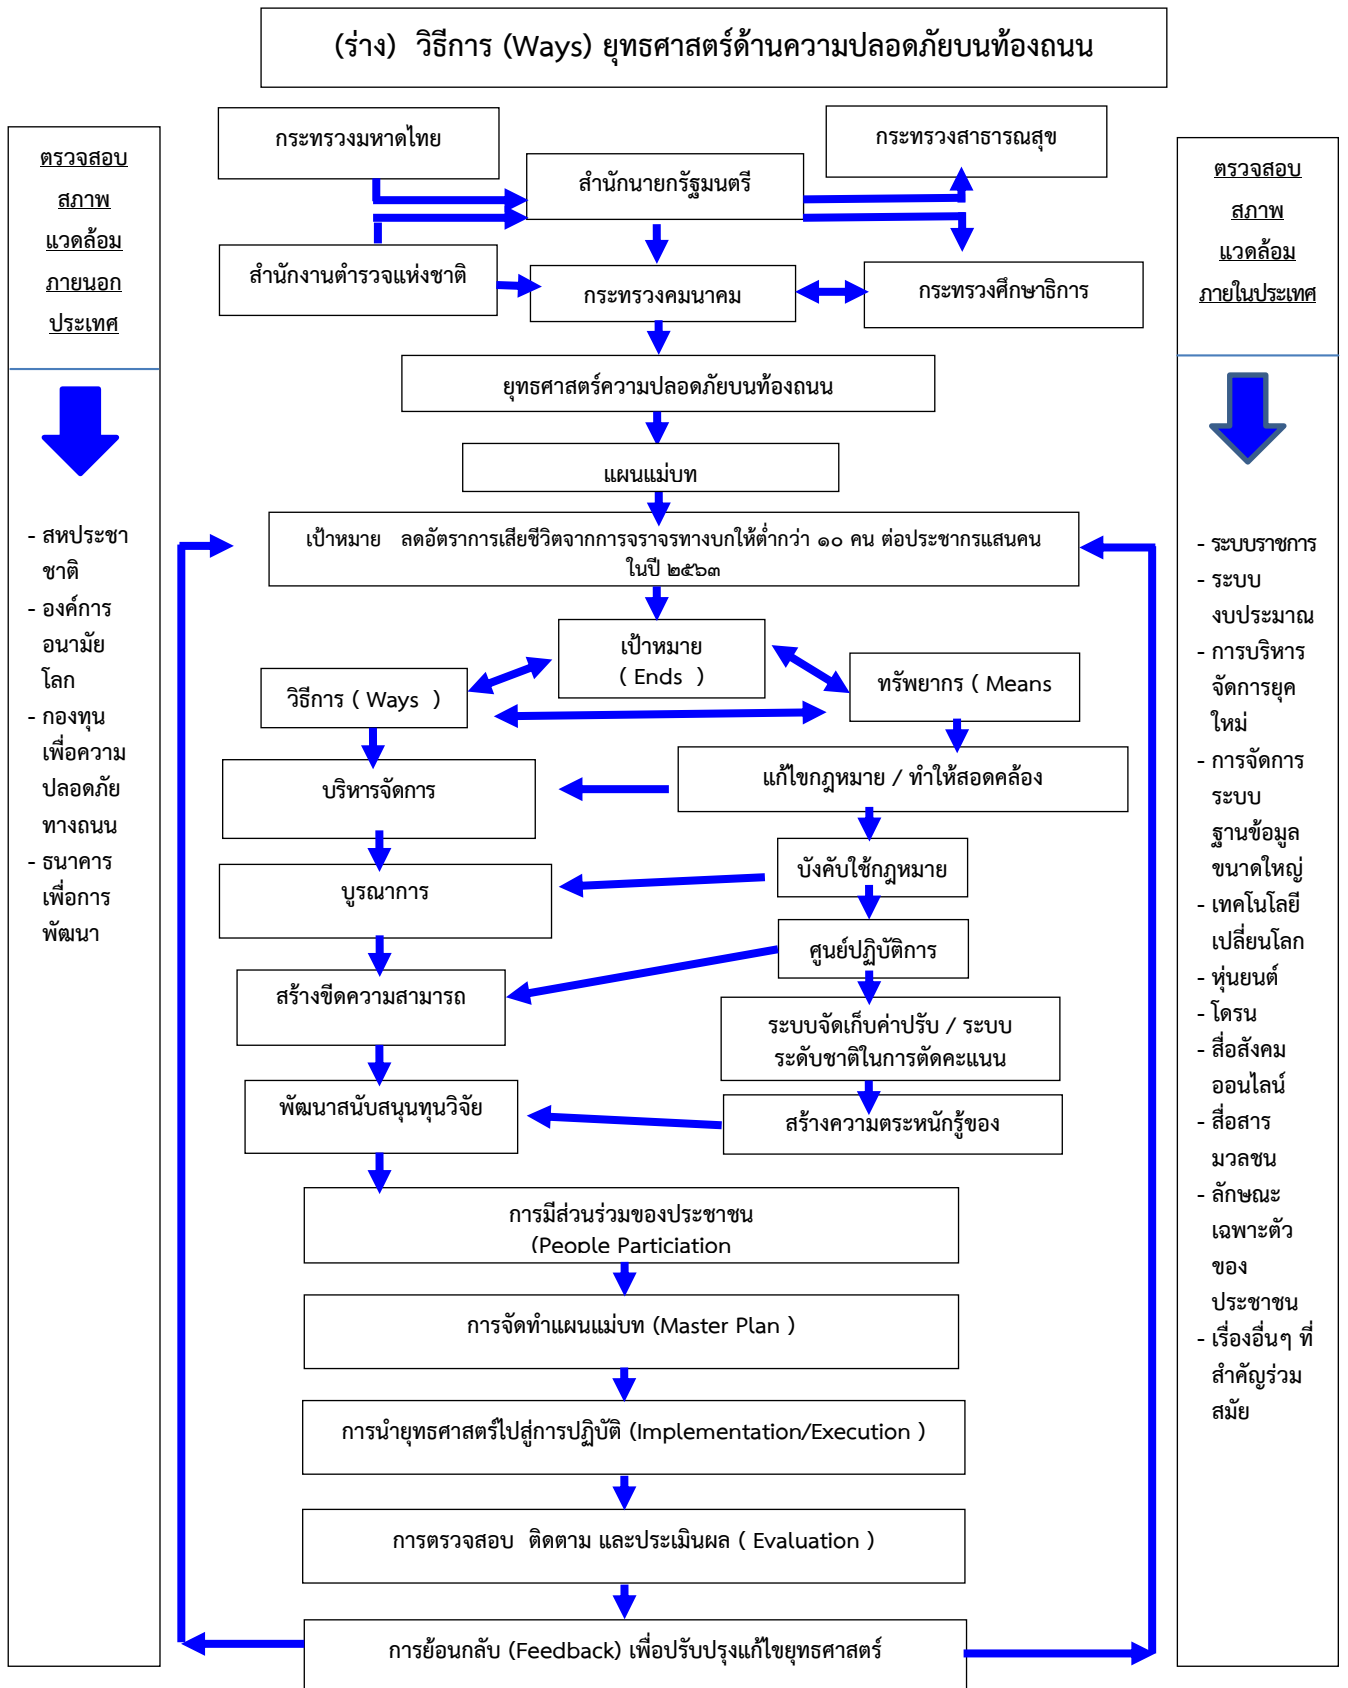 (ร่าง) วิธีการ (Ways) ยุทธศาสตร์ด้านความปลอดภัยบนท้องถนน
กระทรวงมหาดไทย
กระทรวงสาธารณสุข
สำนักนายกรัฐมนตรี
สำนักงานตำรวจแห่งชาติ
กระทรวงคมนาคม
กระทรวงศึกษาธิการ
ยุทธศาสตร์ความปลอดภัยบนท้องถนน
แผนแม่บท
เป้าหมาย ลดอัตราการเสียชีวิตจากการจราจรทางบกให้ต่ำกว่า ๑๐ คน ต่อประชากรแสนคน
ในปี ๒๕๖๓
เป้าหมาย
( Ends )
วิธีการ ( Ways )
ทรัพยากร ( Means
บริหารจัดการ
แก้ไขกฎหมาย / ทำให้สอดคล้อง
บูรณาการ
บังคับใช้กฎหมาย
ศูนย์ปฏิบัติการ
สร้างขีดความสามารถ
ระบบจัดเก็บค่าปรับ / ระบบ
ระดับชาติในการตัดคะแนน
พัฒนาสนับสนุนทุนวิจัย
สร้างความตระหนักรู้ของ
การมีส่วนร่วมของประชาชน
(People Particiation
การจัดทำแผนแม่บท (Master Plan )
การนำยุทธศาสตร์ไปสู่การปฏิบัติ (Implementation/Execution )
การตรวจสอบ ติดตาม และประเมินผล ( Evaluation )
การย้อนกลับ (Feedback) เพื่อปรับปรุงแก้ไขยุทธศาสตร์
ตรวจสอบ
สภาพ
แวดล้อม
ภายนอก
ประเทศ
- สหประชา
ชาติ
- องค์การ
อนามัย
โลก
- กองทุน
เพื่อความ
ปลอดภัย
ทางถนน
- ธนาคาร
เพื่อการ
พัฒนา
ตรวจสอบ
สภาพ
แวดล้อม
ภายในประเทศ
- ระบบราชการ
- ระบบ
งบประมาณ
- การบริหาร
จัดการยุค
ใหม่
- การจัดการ
ระบบ
ฐานข้อมูล
ขนาดใหญ่
- เทคโนโลยี
เปลี่ยนโลก
- หุ่นยนต์
- โดรน
- สื่อสังคม
ออนไลน์
- สื่อสาร
มวลชน
- ลักษณะ
เฉพาะตัว
ของ
ประชาชน
- เรื่องอื่นๆ ที่
สำคัญร่วม
สมัย